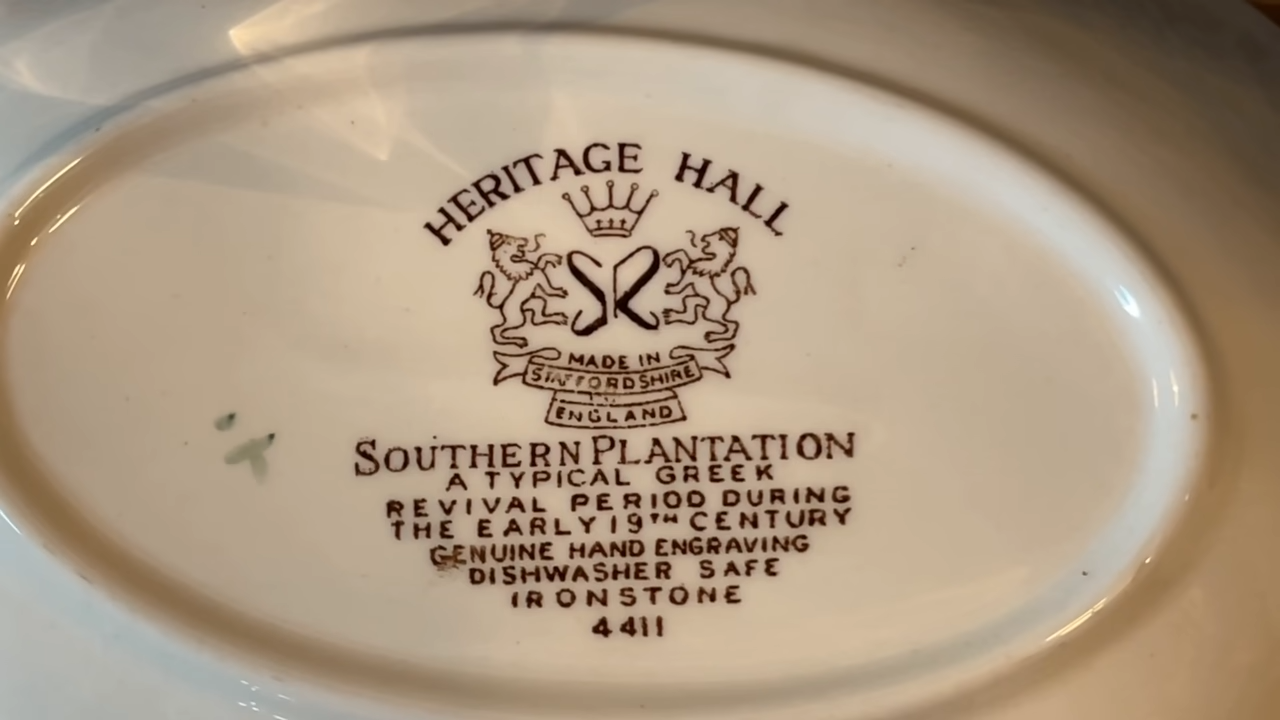 HERITAGE HALL
SR
MADE IN
STAFFORDSHIRE
ENGLAND
SOUTHERN PLANTATION
A TYPICAL GREEK
REVIVAL PERIOD DURING
THE EARLY 19TH CENTURY
GENUINE HAND ENGRAVING
DISHWASHER SAFE
IRONSTONE
4411